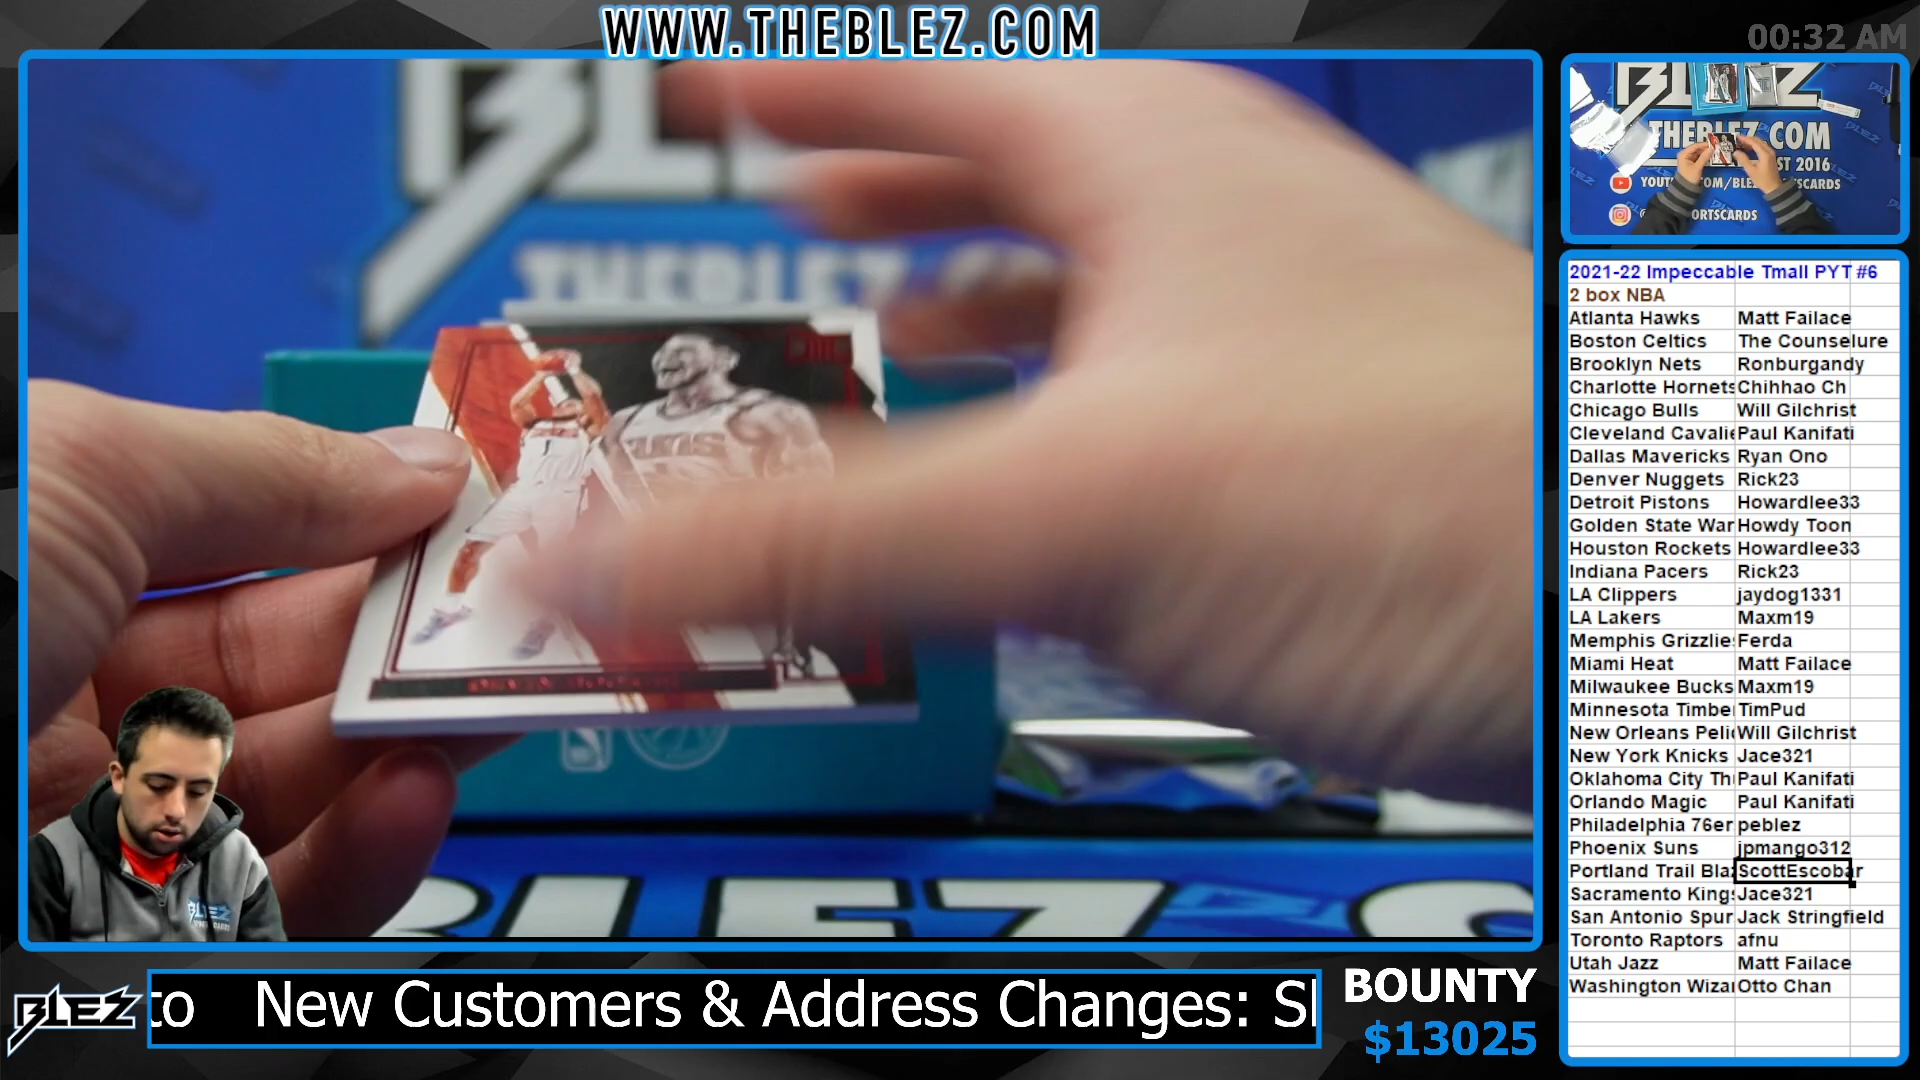 WWW.THEBLEZ.COM
00:32 AM
BLEZ
THEBLEZ.COM
2021-22 Impeccable Tmall PYT #6
2 box NBA
Atlanta Hawks Matt Failace
Boston Celtics The Counselure
Brooklyn Nets Ronburgandy
Charlotte Hornets Chihhao Ch
Chicago Bulls Will Gilchrist
Cleveland Cavalie Paul Kanifati
Dallas Mavericks Ryan Ono
Denver Nuggets Rick23
Detroit Pistons Howardlee33
Golden State War Howdy Toon
Houston Rockets Howardlee33
Indiana Pacers Rick23
LA Clippers jaydog1331
LA Lakers Maxm19
Memphis Grizzlies Ferda
Miami Heat Matt Failace
Milwaukee Bucks Maxm19
Minnesota Timbe TimPud
New Orleans Peli Will Gilchrist
New York Knicks Jace321
Oklahoma City Th Paul Kanifati
Orlando Magic Paul Kanifati
Philadelphia 76er peblez
Phoenix Suns jpmango312
Portland Trail Bla ScottEscobar
Sacramento Kings Jace321
San Antonio Spur Jack Stringfield
Toronto Raptors afnu
Utah Jazz Matt Failace
Washington Wiza Otto Chan
BLEZ
to New Customers & Address Changes: Sl
BOUNTY
$13025